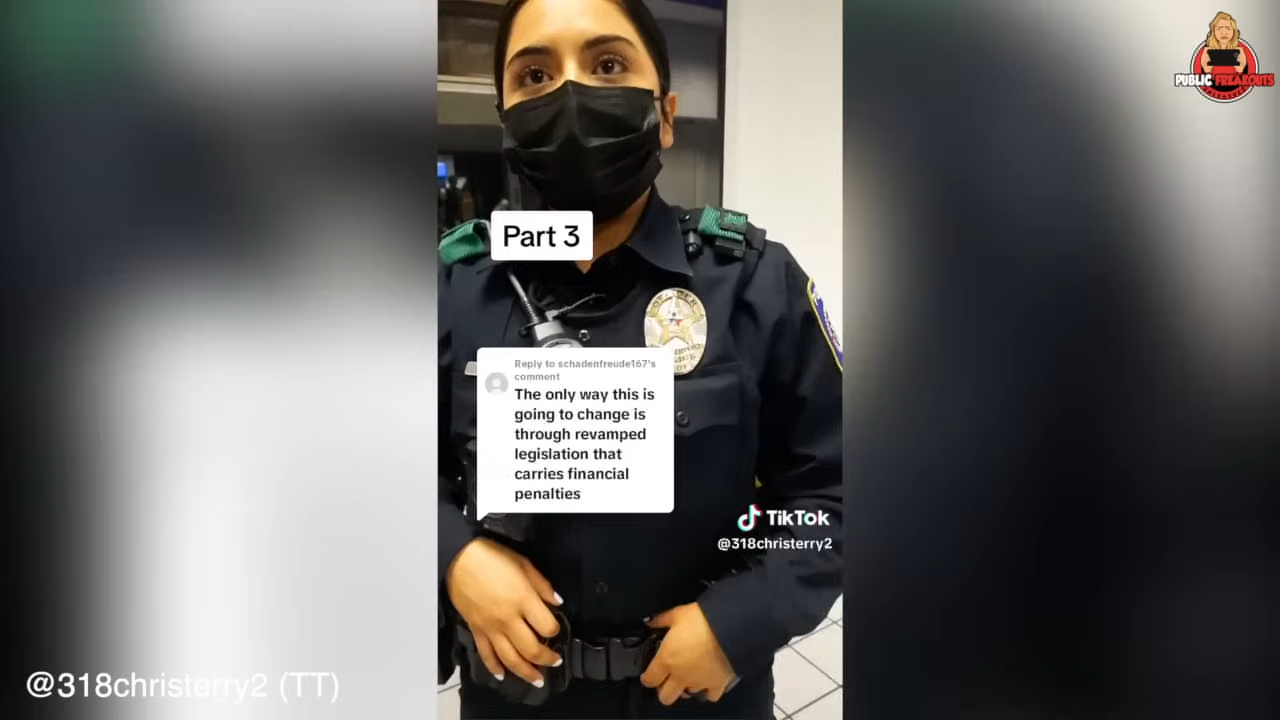 PUBLIC FREAKOUTS
Part 3
OFFICER
Reply to schadenfreude167's
comment
The only way this is
going to change is
through revamped
legislation that
carries financial
penalties
TikTok
@318christerry2
@318christerry2 (TT)